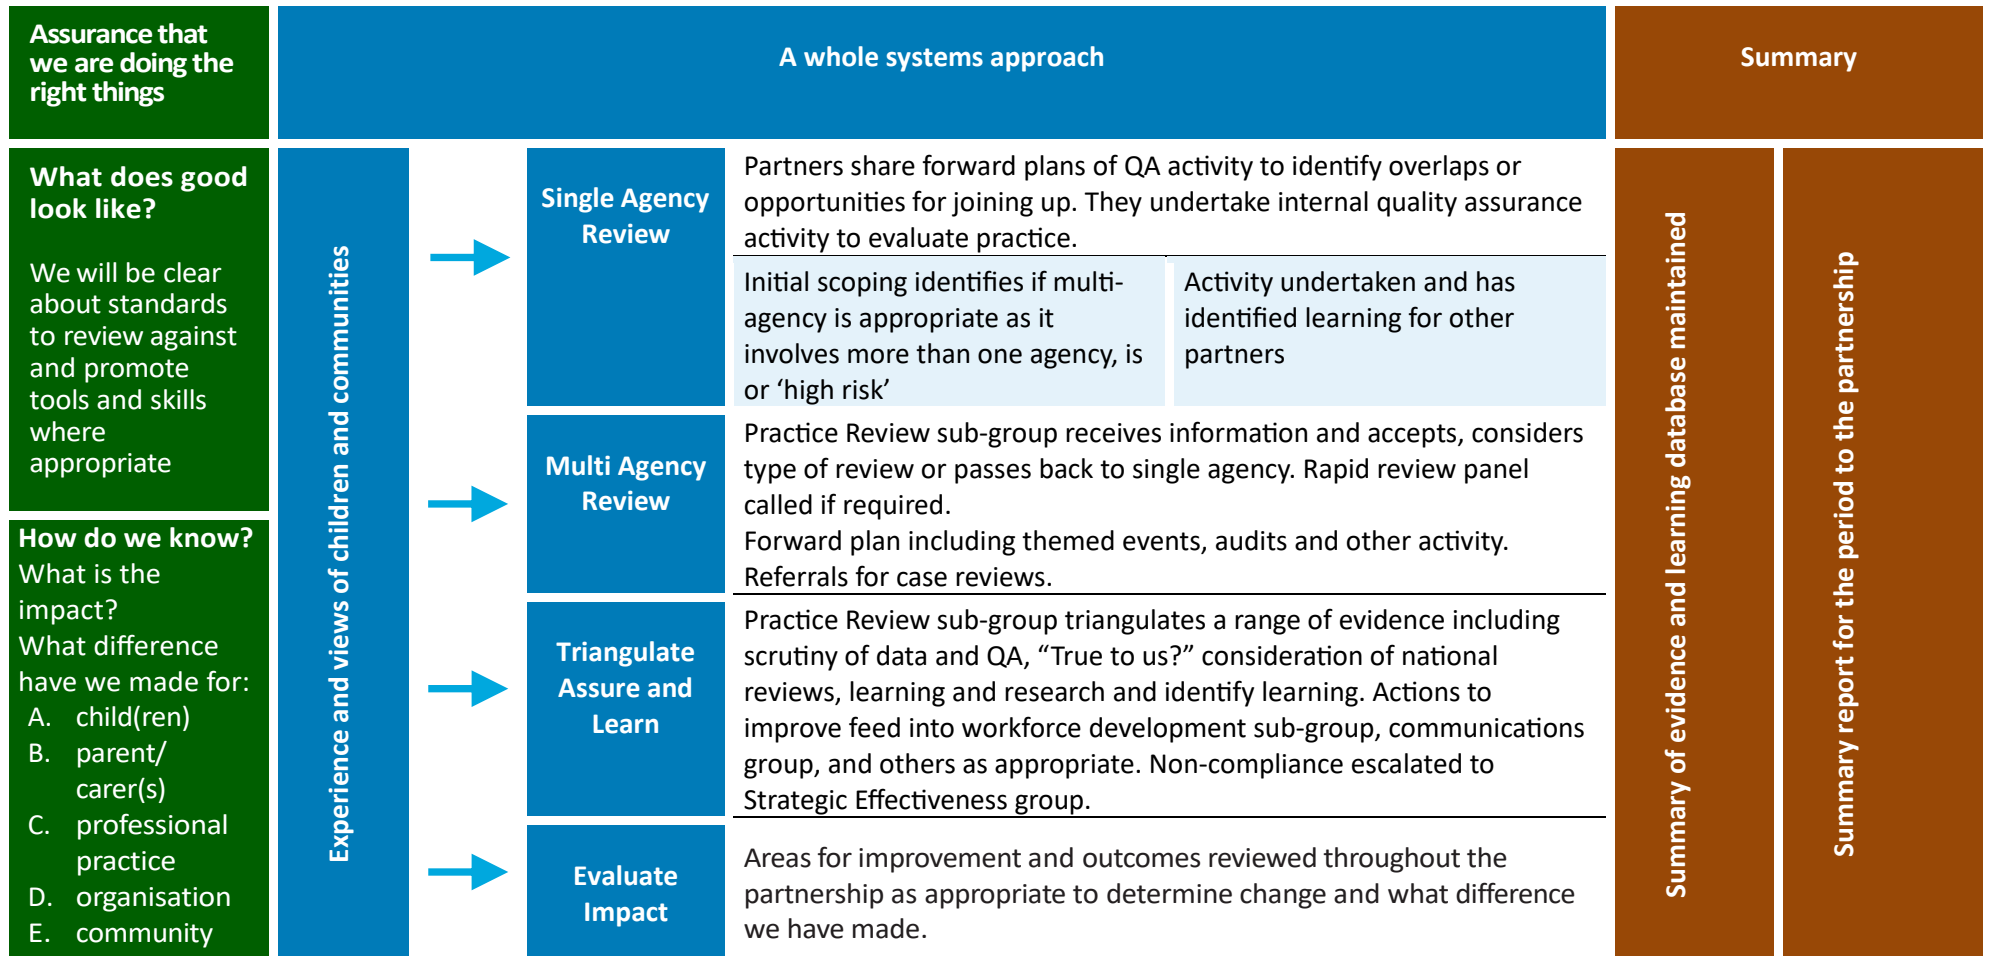 Assurance that
we are doing the
right things
A whole systems approach
Summary
What does good
look like?
We will be clear
about standards
to review against
and promote
tools and skills
where
appropriate
How do we know?
What is the
impact?
What difference
have we made for:
A. child(ren)
B. parent/
carer(s)
C. professional
practice
D. organisation
E. community
Experience and views of children and communities
Single Agency
Review
Partners share forward plans of QA activity to identify overlaps or
opportunities for joining up. They undertake internal quality assurance
activity to evaluate practice.
Initial scoping identifies if multi-
agency is appropriate as it
involves more than one agency, is
or ‘high risk’
Activity undertaken and has
identified learning for other
partners
Multi Agency
Review
Practice Review sub-group receives information and accepts, considers
type of review or passes back to single agency. Rapid review panel
called if required.
Forward plan including themed events, audits and other activity.
Referrals for case reviews.
Triangulate
Assure and
Learn
Practice Review sub-group triangulates a range of evidence including
scrutiny of data and QA, “True to us?” consideration of national
reviews, learning and research and identify learning. Actions to
improve feed into workforce development sub-group, communications
group, and others as appropriate. Non-compliance escalated to
Strategic Effectiveness group.
Evaluate
Impact
Areas for improvement and outcomes reviewed throughout the
partnership as appropriate to determine change and what difference
we have made.
Summary of evidence and learning database maintained
Summary report for the period to the partnership